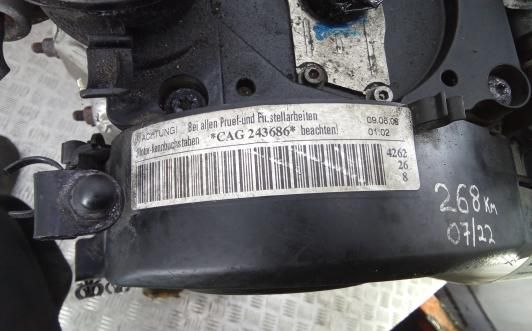 ACHTUNG! Bei allen Pruef-und Einstellarbeiten 09.06.08
Motor-kennbuchstaben *CAG 243686* beachten! 01:02
4262
26
8
268 Km
07/22